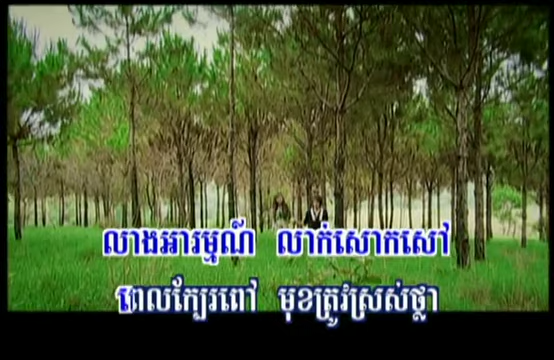 លាងអារម្មណ៍ លាក់សោកសៅ
ពេលក្បែរពៅ មុខត្រូវស្រស់ថ្លា